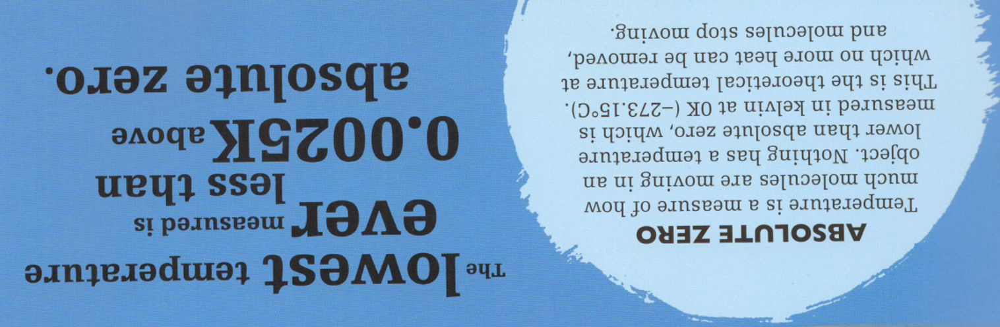 ABSOLUTE ZERO
Temperature is a measure of how
much molecules are moving in an
object. Nothing has a temperature
lower than absolute zero, which is
measured in kelvin at 0K (−273.15°C).
This is the theoretical temperature at
which no more heat can be removed,
and molecules stop moving.
The lowest temperature
ever measured is
less than
0.0025K above
absolute zero.